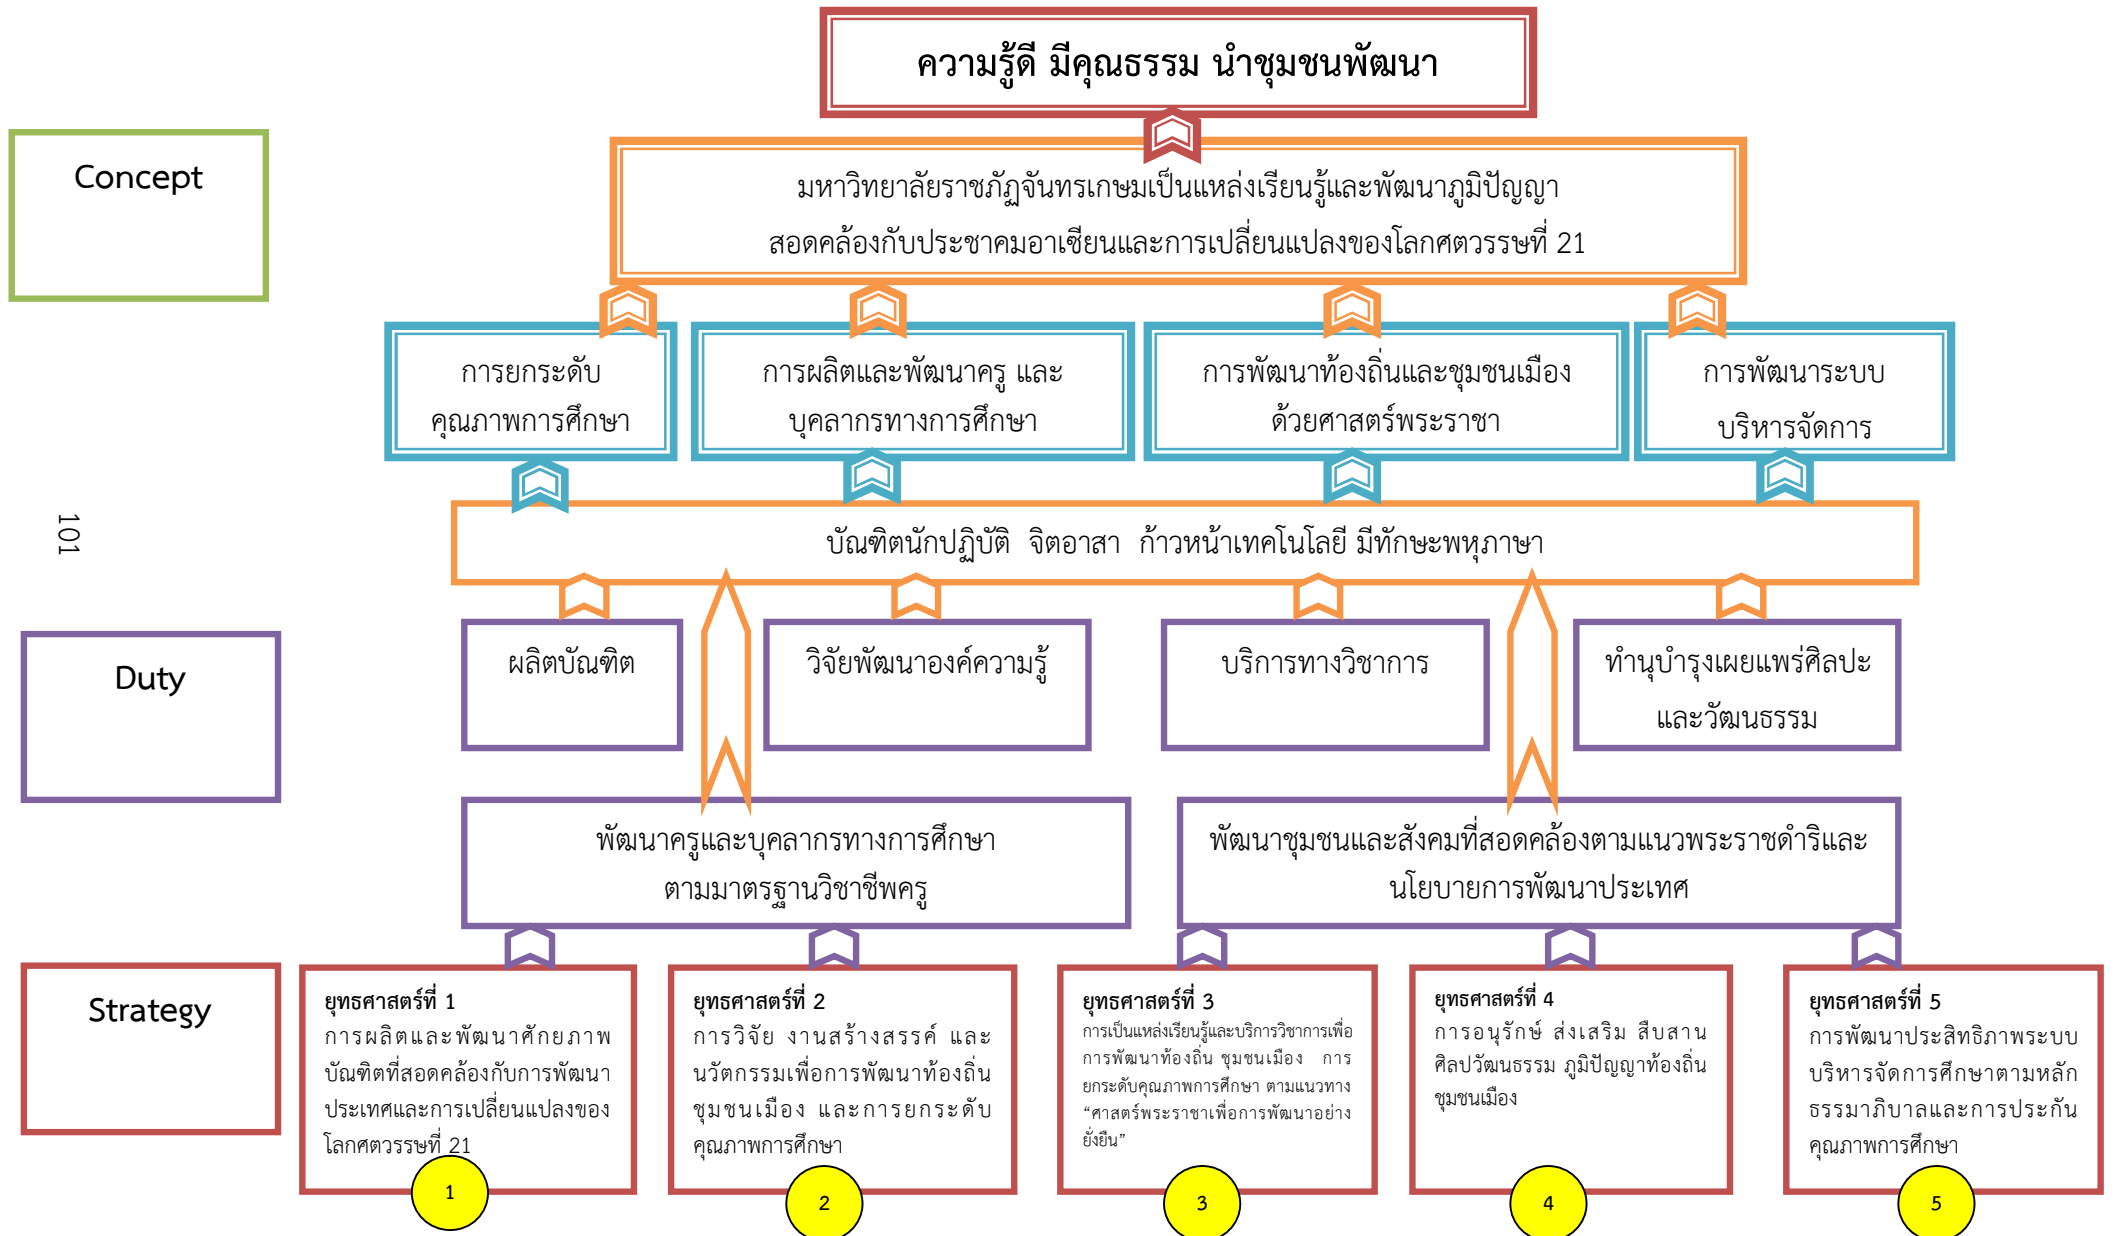 ความรู้ดี มีคุณธรรม นำชุมชนพัฒนา
Concept
มหาวิทยาลัยราชภัฏจันทรเกษมเป็นแหล่งเรียนรู้และพัฒนาภูมิปัญญา
สอดคล้องกับประชาคมอาเซียนและการเปลี่ยนแปลงของโลกศตวรรษที่ 21
การยกระดับ
คุณภาพการศึกษา
การผลิตและพัฒนาครู และ
บุคลากรทางการศึกษา
การพัฒนาท้องถิ่นและชุมชนเมือง
ด้วยศาสตร์พระราชา
การพัฒนาระบบ
บริหารจัดการ
101
บัณฑิตนักปฏิบัติ จิตอาสา ก้าวหน้าเทคโนโลยี มีทักษะพหุภาษา
Duty
ผลิตบัณฑิต
วิจัยพัฒนาองค์ความรู้
บริการทางวิชาการ
ทำนุบำรุงเผยแพร่ศิลปะ
และวัฒนธรรม
พัฒนาครูและบุคลากรทางการศึกษา
ตามมาตรฐานวิชาชีพครู
พัฒนาชุมชนและสังคมที่สอดคล้องตามแนวพระราชดำริและ
นโยบายการพัฒนาประเทศ
Strategy
ยุทธศาสตร์ที่ 1
การผลิตและพัฒนาศักยภาพ
บัณฑิตที่สอดคล้องกับการพัฒนา
ประเทศและการเปลี่ยนแปลงของ
โลกศตวรรษที่ 21
1
ยุทธศาสตร์ที่ 2
การวิจัย งานสร้างสรรค์ และ
นวัตกรรมเพื่อการพัฒนาท้องถิ่น
ชุมชนเมือง และการยกระดับ
คุณภาพการศึกษา
2
ยุทธศาสตร์ที่ 3
การเป็นแหล่งเรียนรู้และบริการวิชาการเพื่อ
การพัฒนาท้องถิ่น ชุมชนเมือง การ
ยกระดับคุณภาพการศึกษา ตามแนวทาง
“ศาสตร์พระราชาเพื่อการพัฒนาอย่าง
ยั่งยืน”
3
ยุทธศาสตร์ที่ 4
การอนุรักษ์ ส่งเสริม สืบสาน
ศิลปวัฒนธรรม ภูมิปัญญาท้องถิ่น
ชุมชนเมือง
4
ยุทธศาสตร์ที่ 5
การพัฒนาประสิทธิภาพระบบ
บริหารจัดการศึกษาตามหลัก
ธรรมาภิบาลและการประกัน
คุณภาพการศึกษา
5